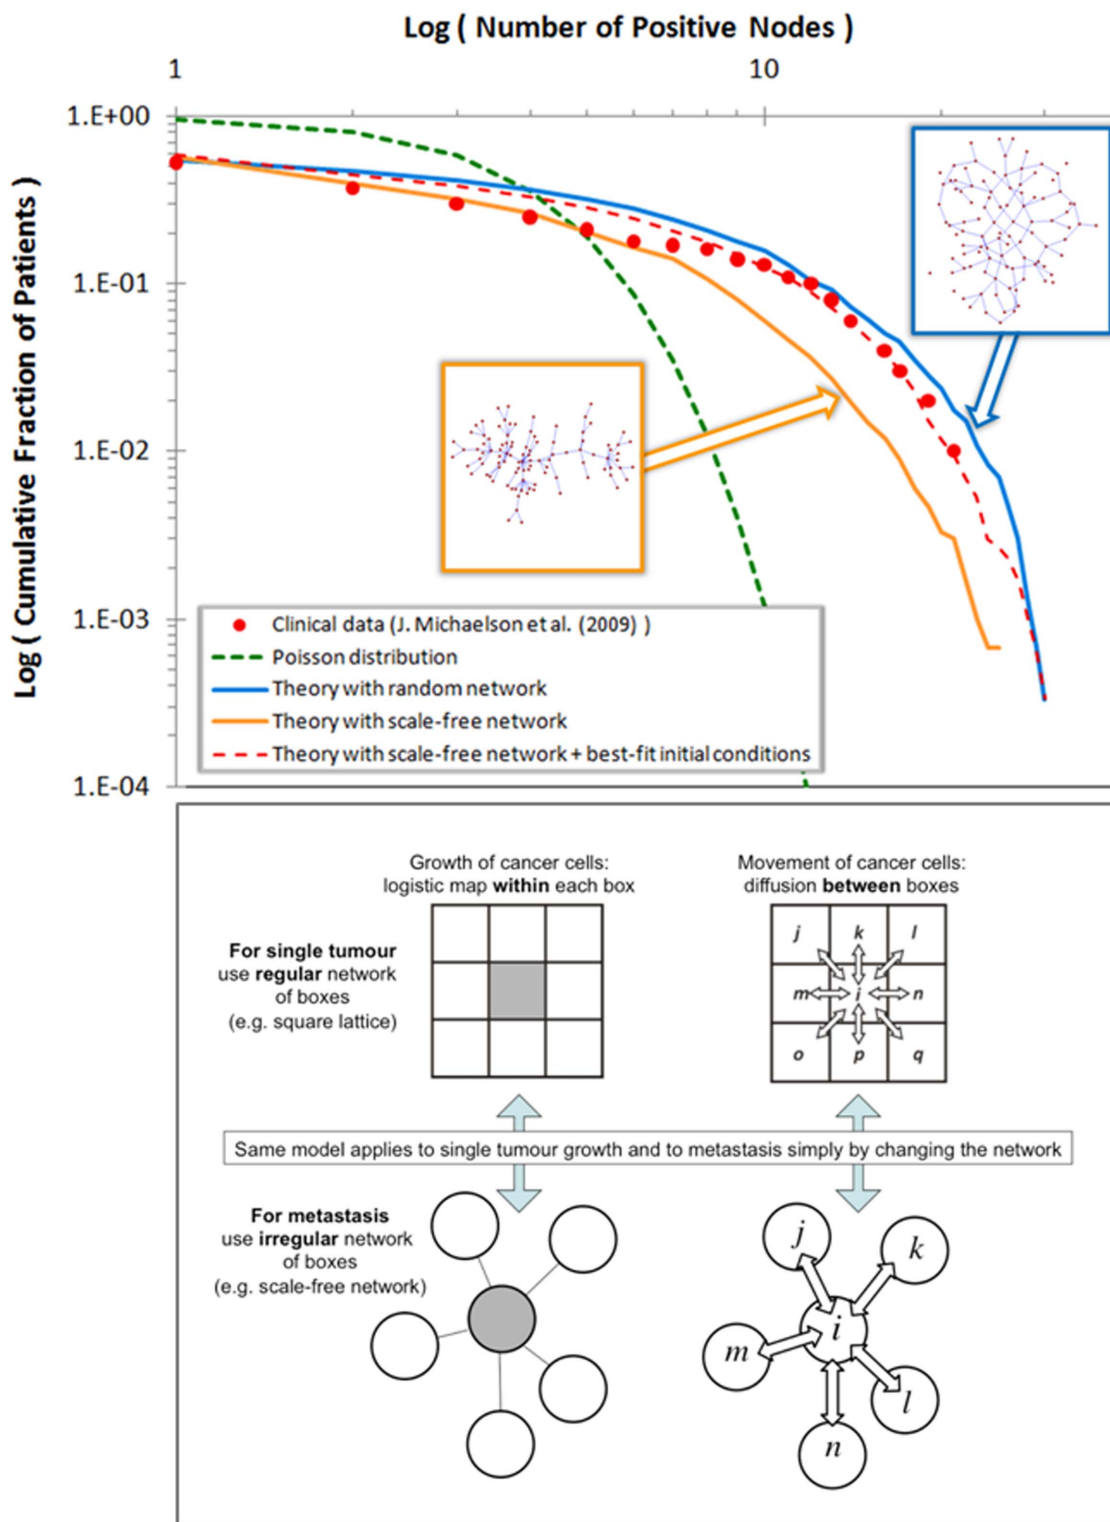 Log ( Number of Positive Nodes )
1
10
Log ( Cumulative Fraction of Patients )
1.E+00
1.E-01
1.E-02
1.E-03
1.E-04
Clinical data (J. Michaelson et al. (2009) )
Poisson distribution
Theory with random network
Theory with scale-free network
Theory with scale-free network + best-fit initial conditions
Growth of cancer cells:
logistic map within each box
Movement of cancer cells:
diffusion between boxes
For single tumour
use regular network
of boxes
(e.g. square lattice)
j k l
m i n
o p q
Same model applies to single tumour growth and to metastasis simply by changing the network
For metastasis
use irregular network
of boxes
(e.g. scale-free network)
j
k
i
m
l
n